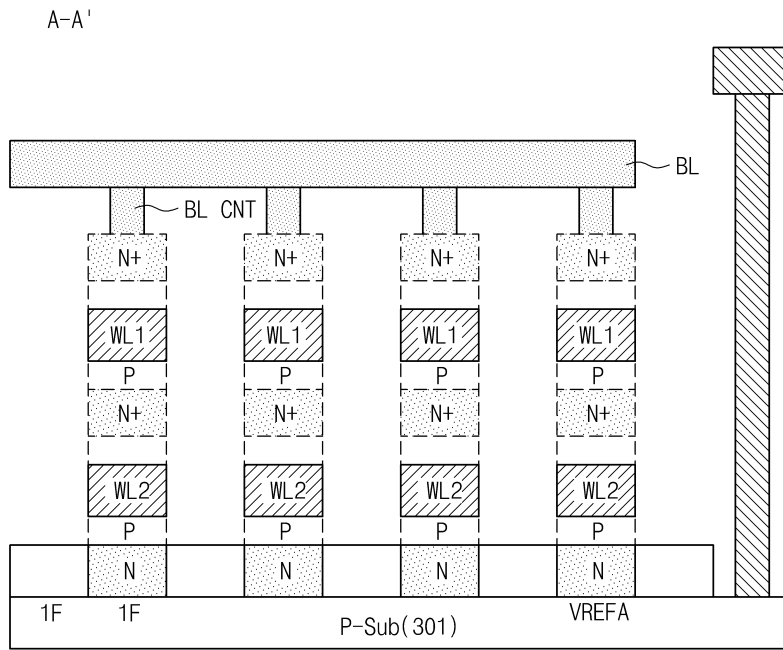 A-A'
BL
BL CNT
N+ N+ N+ N+
WL1 WL1 WL1 WL1
P P P P
N+ N+ N+ N+
WL2 WL2 WL2 WL2
P P P P
N N N N
1F 1F VREFA
P-Sub(301)